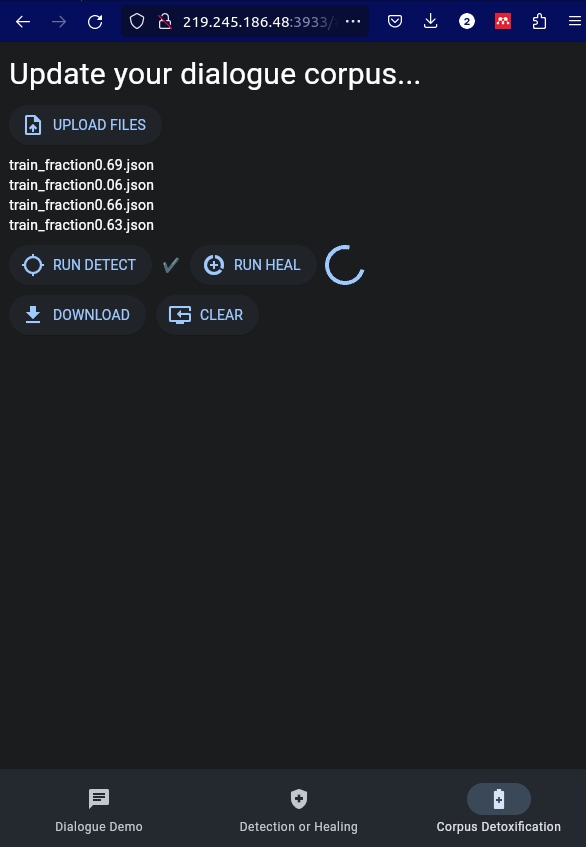 219.245.186.48:3933/
2
Update your dialogue corpus...
UPLOAD FILES
train_fraction0.69.json
train_fraction0.06.json
train_fraction0.66.json
train_fraction0.63.json
RUN DETECT ✔ RUN HEAL
DOWNLOAD CLEAR
Dialogue Demo Detection or Healing Corpus Detoxification